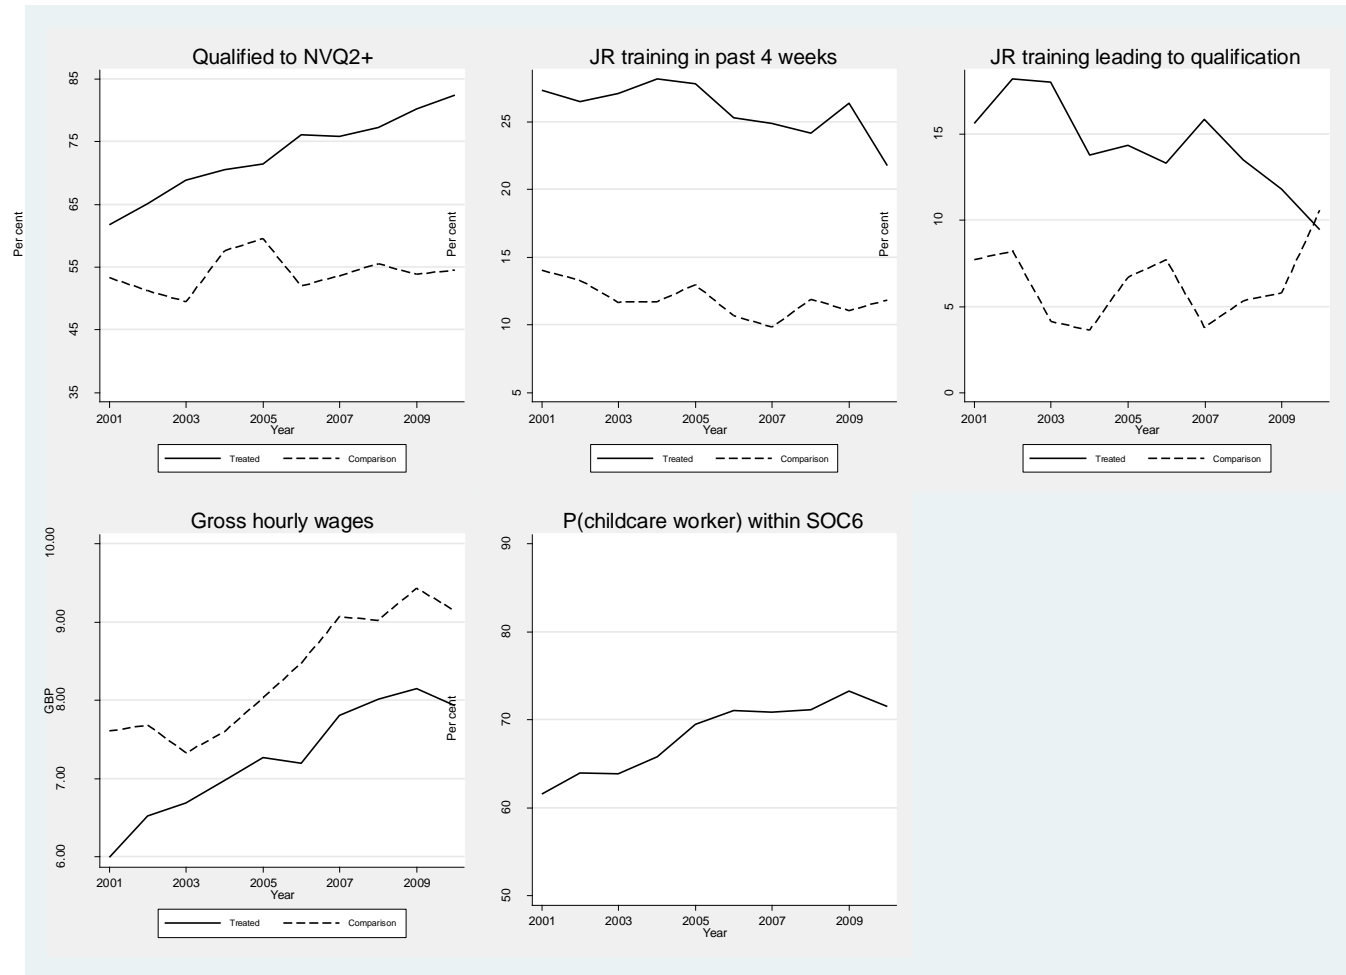 Qualified to NVQ2+
Per cent
85
75
65
55
45
35
2001 2003 2005 2007 2009
Year
Treated Comparison
JR training in past 4 weeks
Per cent
25
20
15
10
5
2001 2003 2005 2007 2009
Year
Treated Comparison
JR training leading to qualification
Per cent
15
10
5
0
2001 2003 2005 2007 2009
Year
Treated Comparison
Gross hourly wages
GBP
10.00
9.00
8.00
7.00
6.00
2001 2003 2005 2007 2009
Year
Treated Comparison
P(childcare worker) within SOC6
Per cent
90
80
70
60
50
2001 2003 2005 2007 2009
Year